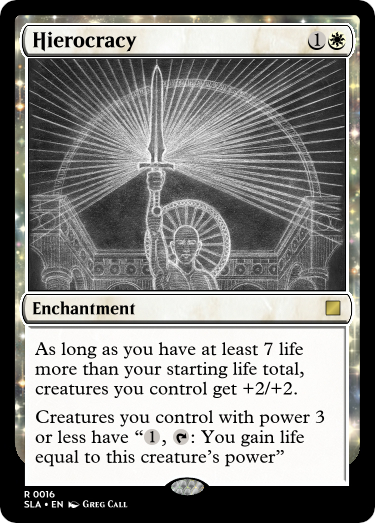 Hierocracy 1
Enchantment
As long as you have at least 7 life
more than your starting life total,
creatures you control get +2/+2.
Creatures you control with power 3
or less have “1, : You gain life
equal to this creature's power”
R 0016
SLA • EN Greg Call